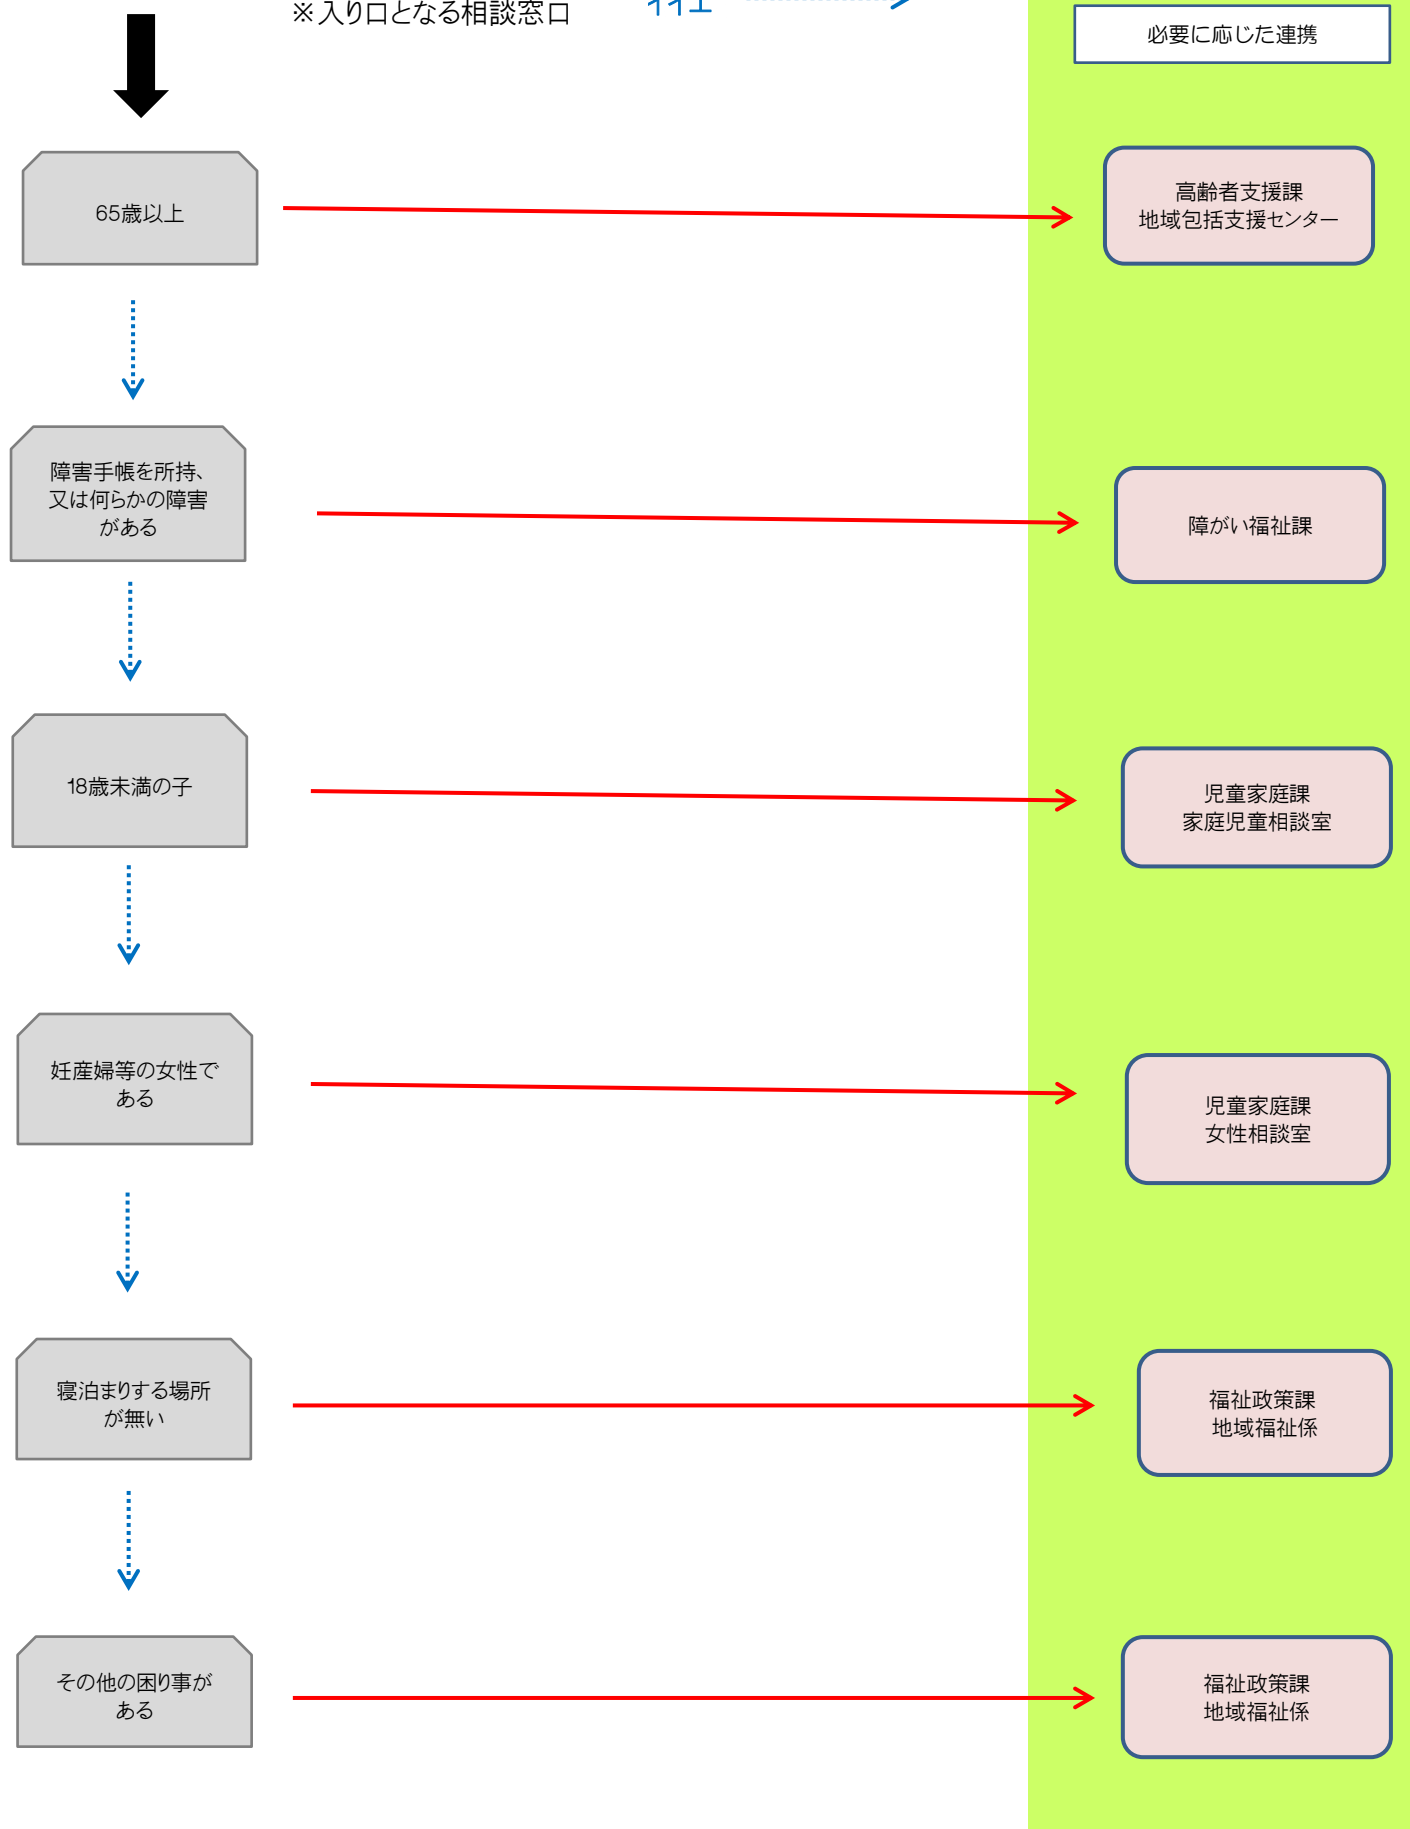 ※入り口となる相談窓口
イイエ
必要に応じた連携
65歳以上
高齢者支援課
地域包括支援センター
障害手帳を所持、
又は何らかの障害
がある
障がい福祉課
18歳未満の子
児童家庭課
家庭児童相談室
妊産婦等の女性で
ある
児童家庭課
女性相談室
寝泊まりする場所
が無い
福祉政策課
地域福祉係
その他の困り事が
ある
福祉政策課
地域福祉係